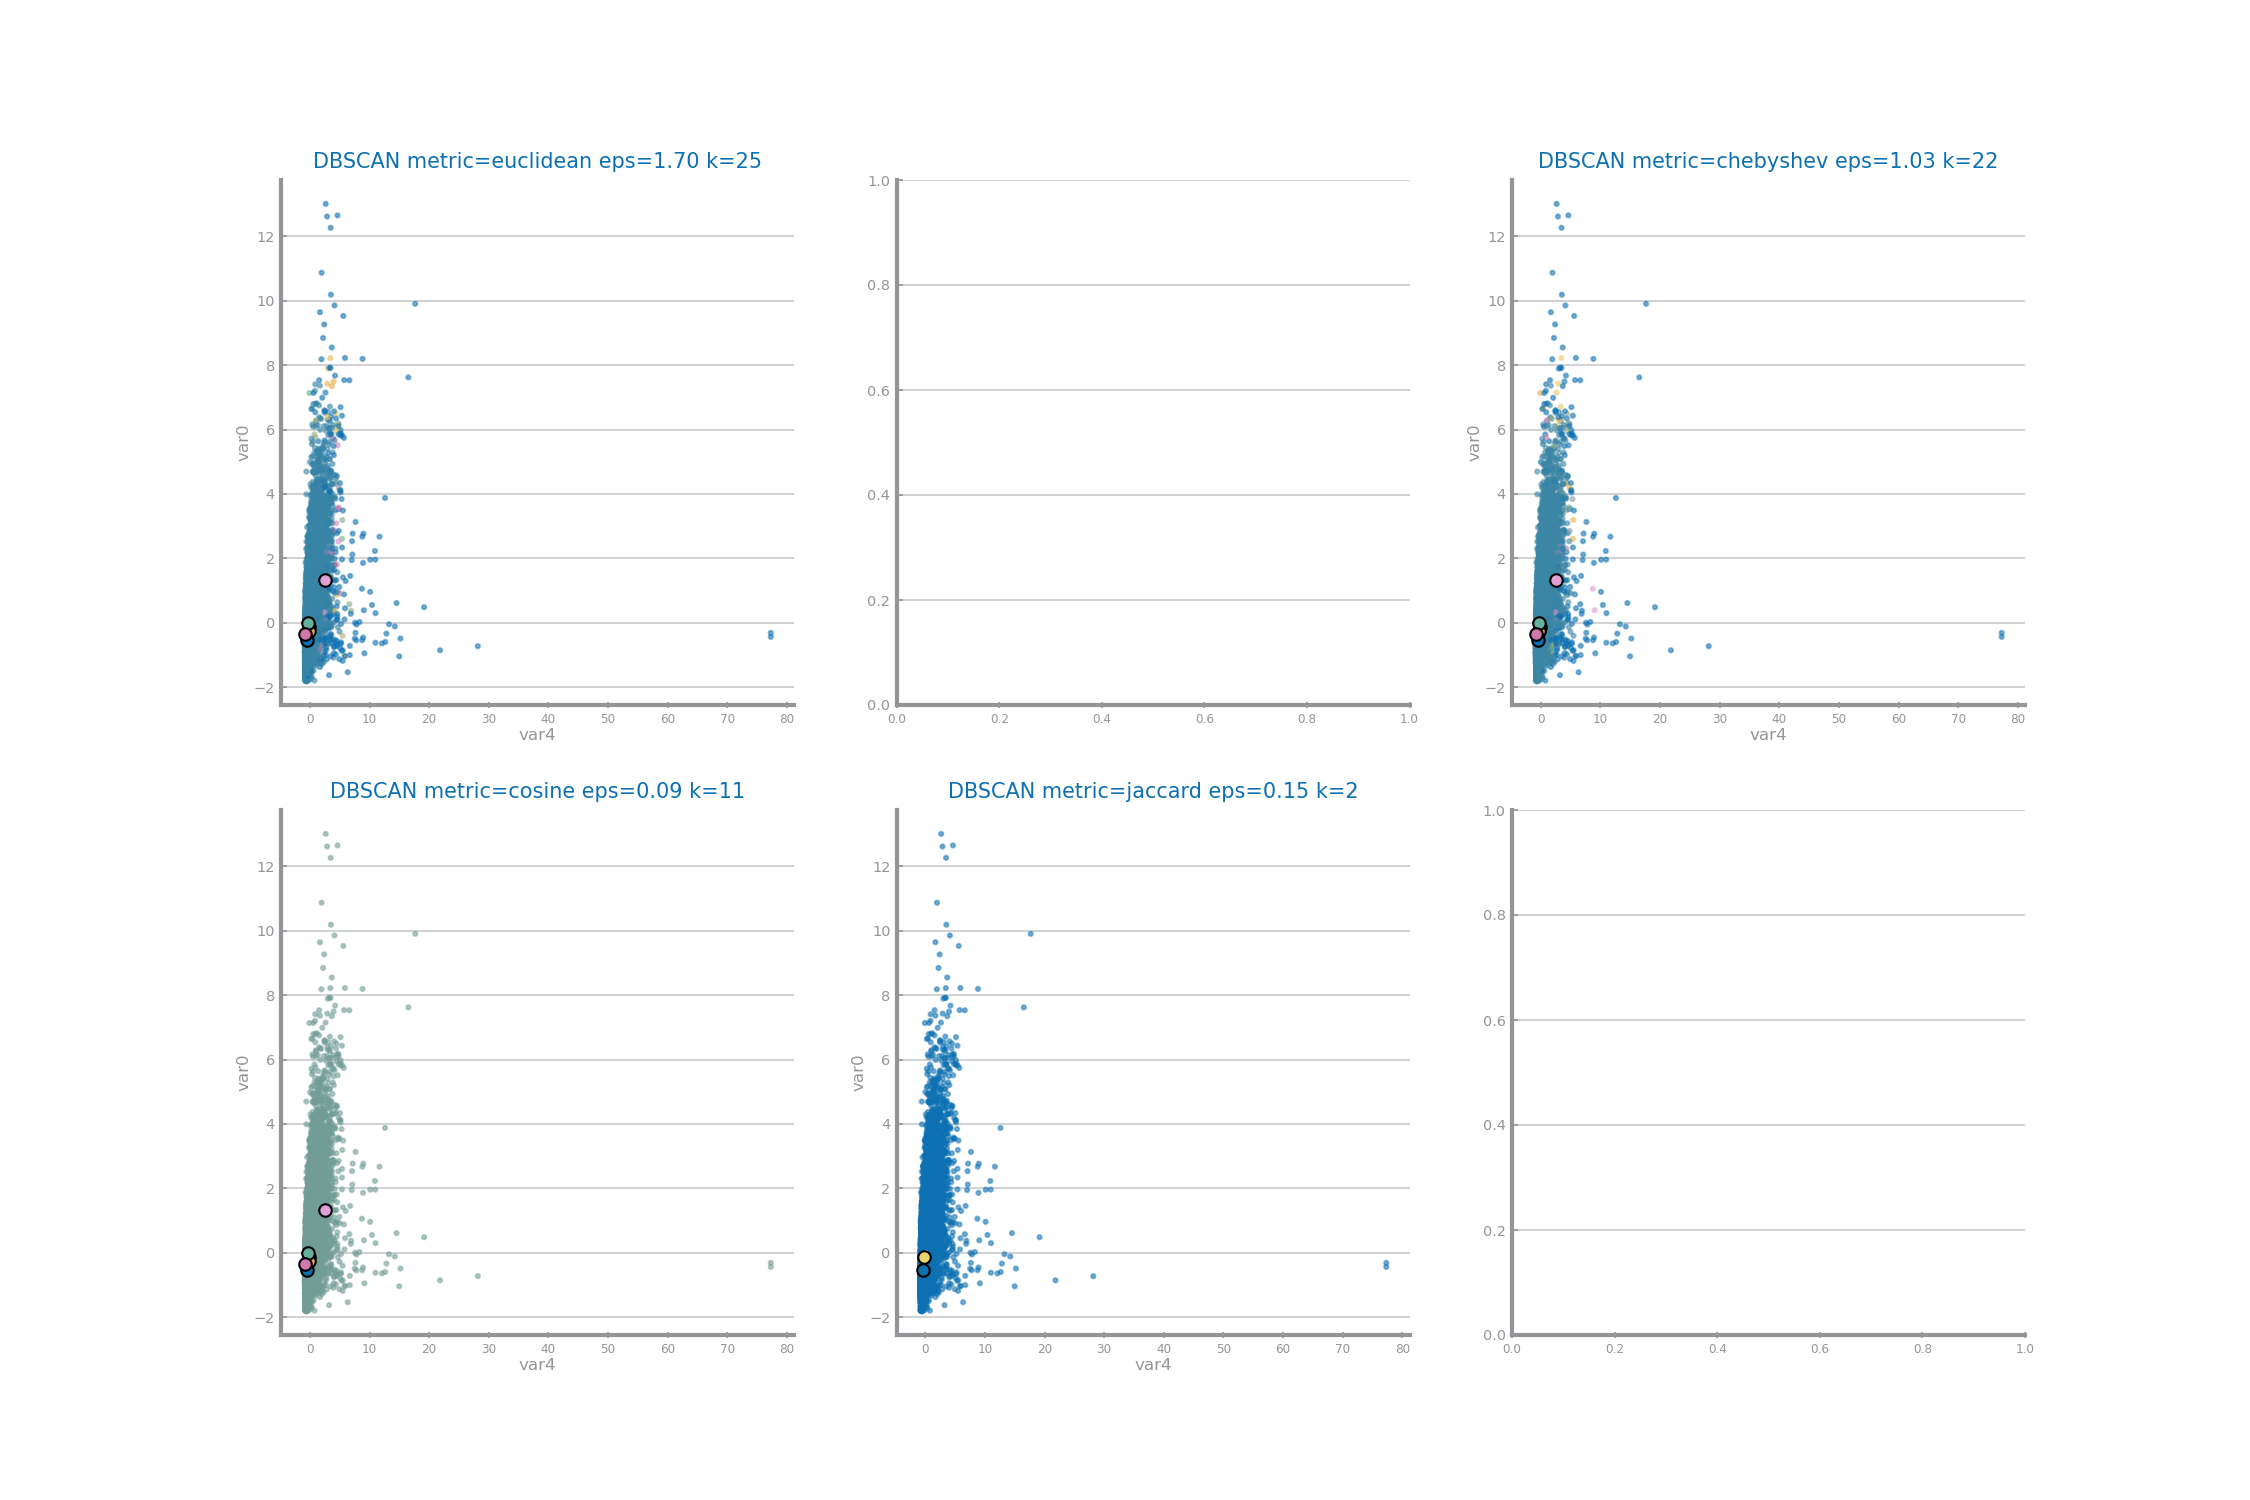 DBSCAN metric=euclidean eps=1.70 k=25
12
10
8
6
4
2
0
−2
var0
0 10 20 30 40 50 60 70 80
var4
1.0
0.8
0.6
0.4
0.2
0.0
0.0 0.2 0.4 0.6 0.8 1.0
DBSCAN metric=chebyshev eps=1.03 k=22
12
10
8
6
4
2
0
−2
var0
0 10 20 30 40 50 60 70 80
var4
DBSCAN metric=cosine eps=0.09 k=11
12
10
8
6
4
2
0
−2
var0
0 10 20 30 40 50 60 70 80
var4
DBSCAN metric=jaccard eps=0.15 k=2
12
10
8
6
4
2
0
−2
var0
0 10 20 30 40 50 60 70 80
var4
1.0
0.8
0.6
0.4
0.2
0.0
0.0 0.2 0.4 0.6 0.8 1.0